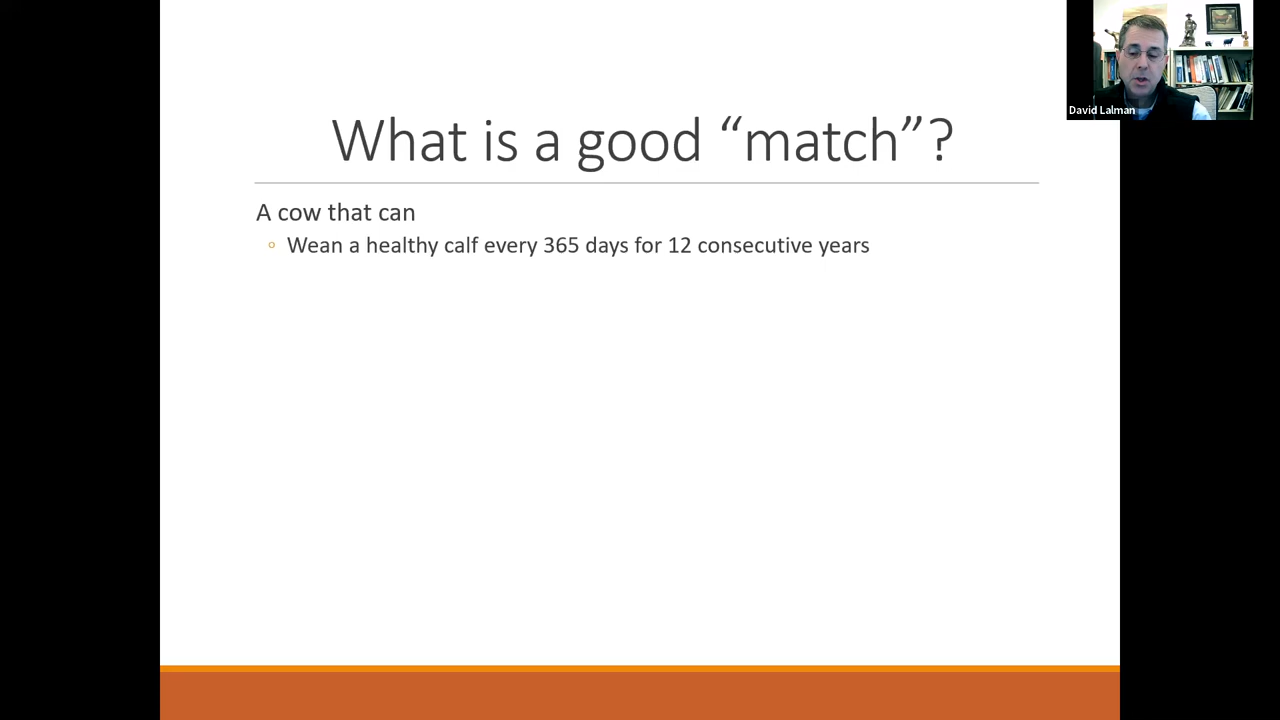 What is a good “match”?
A cow that can
◦ Wean a healthy calf every 365 days for 12 consecutive years
David Lalman